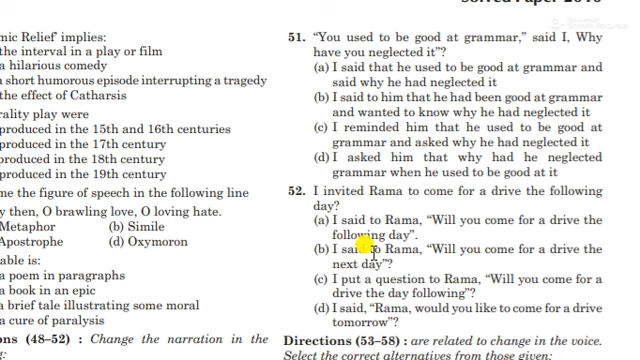 mic Relief' implies:
the interval in a play or film
a hilarious comedy
a short humorous episode interrupting a tragedy
the effect of Catharsis
rality play were
produced in the 15th and 16th centuries
produced in the 17th century
produced in the 18th century
produced in the 19th century
me the figure of speech in the following line
y then, O brawling love, O loving hate.
Metaphor (b) Simile
Apostrophe (d) Oxymoron
able is:
a poem in paragraphs
a book in an epic
a brief tale illustrating some moral
a cure of paralysis
ons (48–52) : Change the narration in the
g:
51. “You used to be good at grammar,” said I, Why
have you neglected it”?
(a) I said that he used to be good at grammar and
said why he had neglected it
(b) I said to him that he had been good at grammar
and wanted to know why he had neglected it
(c) I reminded him that he used to be good at
grammar and asked why he had neglected it
(d) I asked him that why had he neglected
grammar when he used to be good at it
52. I invited Rama to come for a drive the following
day?
(a) I said to Rama, “Will you come for a drive the
following day”.
(b) I said to Rama, “Will you come for a drive the
next day”?
(c) I put a question to Rama, “Will you come for a
drive the day following”?
(d) I said, “Rama, would you like to come for a drive
tomorrow”?
Directions (53–58) : are related to change in the voice.
Select the correct alternatives from those given: